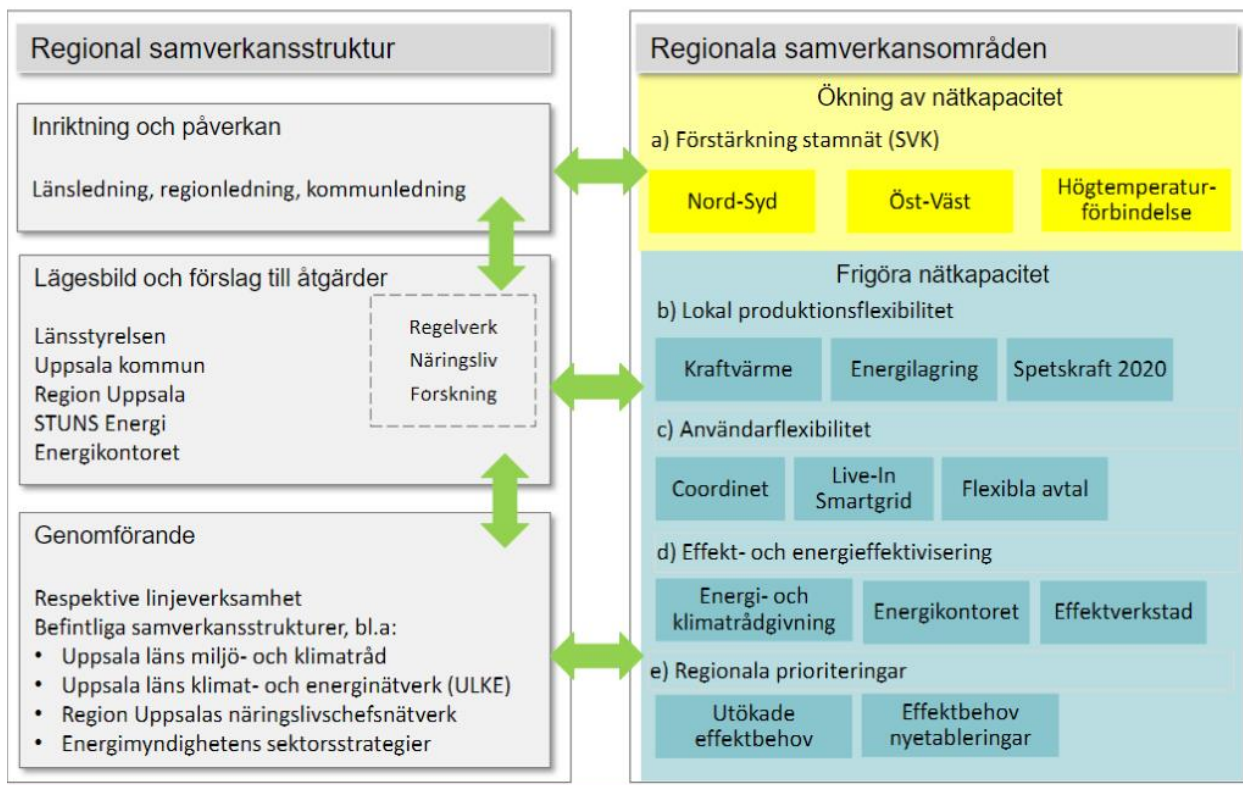 Regional samverkansstruktur
Inriktning och påverkan
Länsledning, regionledning, kommunledning
Lägesbild och förslag till åtgärder
Länsstyrelsen
Uppsala kommun
Region Uppsala
STUNS Energi
Energikontoret
Regelverk
Näringsliv
Forskning
Genomförande
Respektive linjeverksamhet
Befintliga samverkansstrukturer, bl.a:
• Uppsala läns miljö- och klimatråd
• Uppsala läns klimat- och energinätverk (ULKE)
• Region Uppsalas näringslivschefsnätverk
• Energimyndighetens sektorsstrategier
Regionala samverkansområden
Ökning av nätkapacitet
a) Förstärkning stamnät (SVK)
Nord-Syd
Öst-Väst
Högtemperatur-
förbindelse
Frigöra nätkapacitet
b) Lokal produktionsflexibilitet
Kraftvärme
Energilagring
Spetskraft 2020
c) Användarflexibilitet
Coordinet
Live-In
Smartgrid
Flexibla avtal
d) Effekt- och energieffektivisering
Energi- och
klimatrådgivning
Energikontoret
Effektverkstad
e) Regionala prioriteringar
Utökade
effektbehov
Effektbehov
nyetableringar